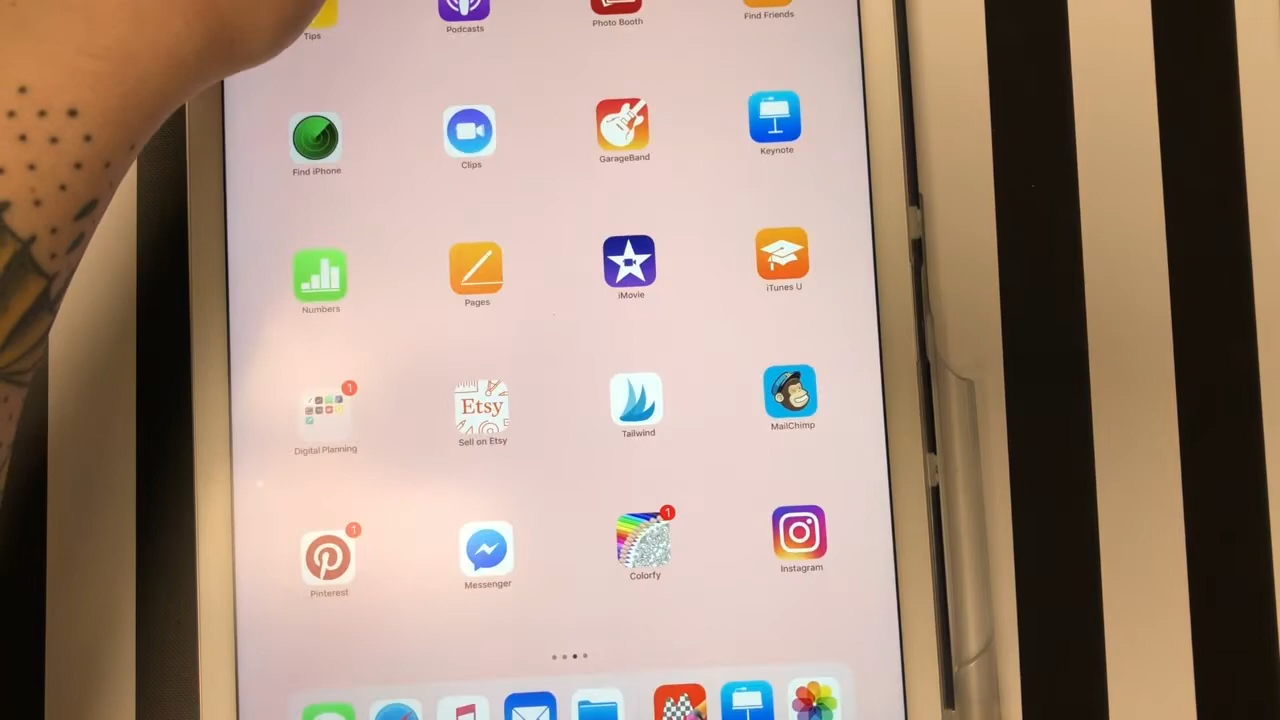 Tips
Podcasts
Photo Booth
Find Friends
Find iPhone
Clips
GarageBand
Keynote
Numbers
Pages
iMovie
iTunes U
1
Digital Planning
Etsy
Sell on Etsy
Tailwind
MailChimp
1
Pinterest
Messenger
1
Colorfy
Instagram